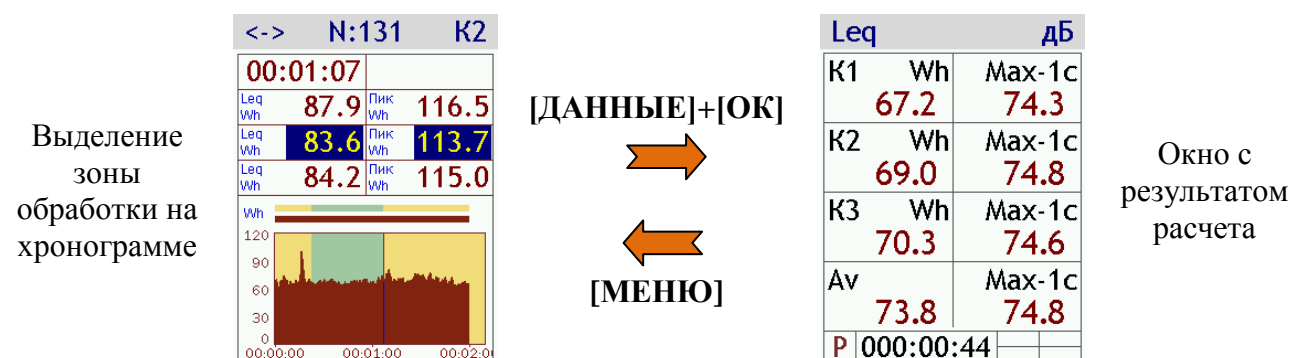 Выделение
зоны
обработки на
хронограмме
<-> N:131 К2
00:01:07
Leq Wh 87.9 Пик Wh 116.5
Leq Wh 83.6 Пик Wh 113.7
Leq Wh 84.2 Пик Wh 115.0
Wh
120
90
60
30
0
00:00:00 00:01:00 00:02:0
[ДАННЫЕ]+[ОК]
[МЕНЮ]
Leq дБ
К1 Wh Max-1c
67.2 74.3
К2 Wh Max-1c
69.0 74.8
К3 Wh Max-1c
70.3 74.6
Av Max-1c
73.8 74.8
P 000:00:44
Окно с
результатом
расчета